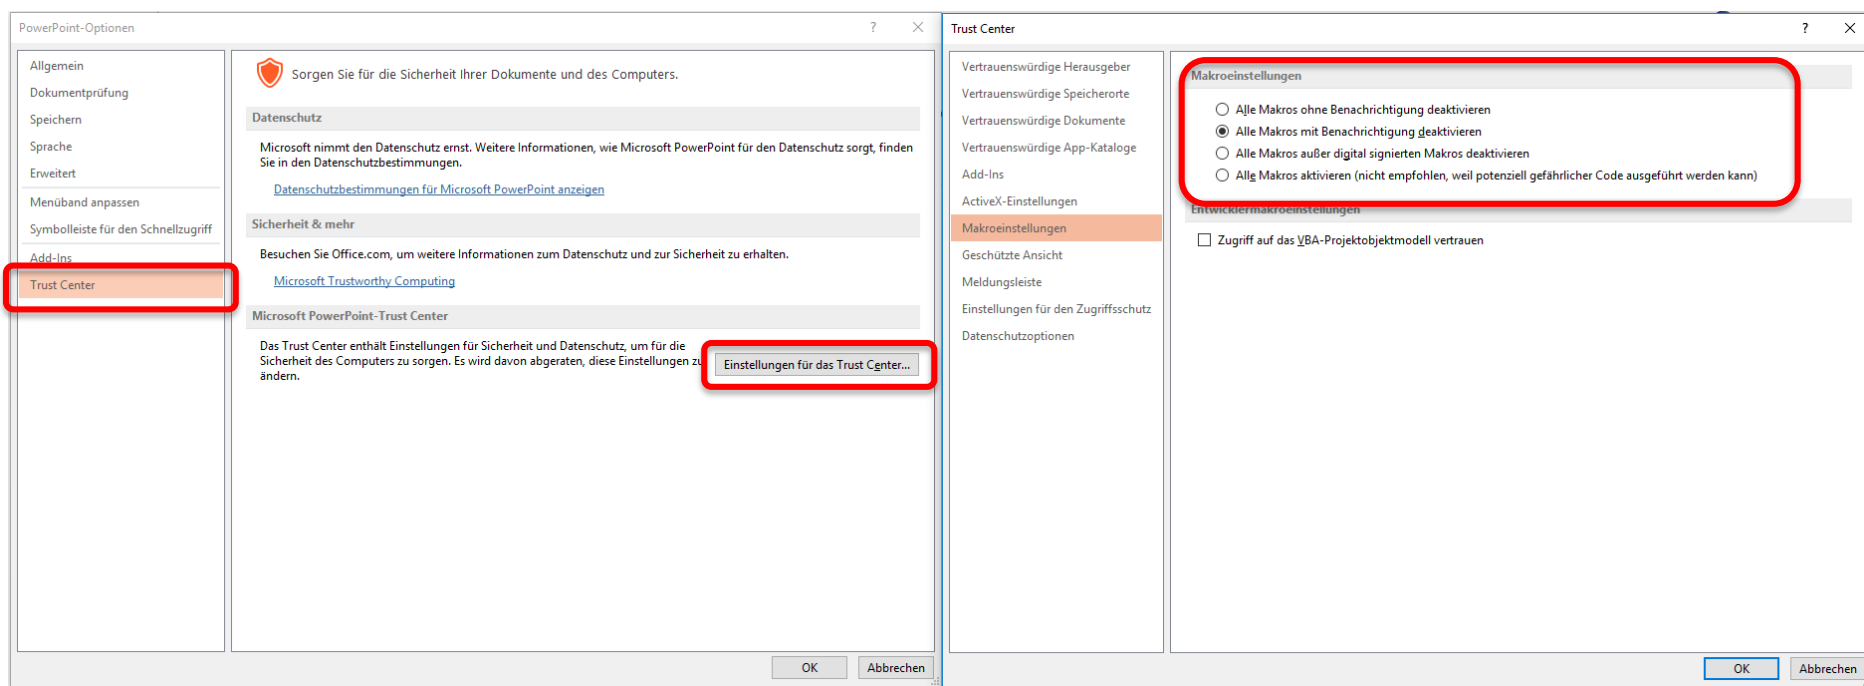 PowerPoint-Optionen
Allgemein
Dokumentprüfung
Speichern
Sprache
Erweitert
Menüband anpassen
Symbolleiste für den Schnellzugriff
Add-Ins
Trust Center
Sorgen Sie für die Sicherheit Ihrer Dokumente und des Computers.
Datenschutz
Microsoft nimmt den Datenschutz ernst. Weitere Informationen, wie Microsoft PowerPoint für den Datenschutz sorgt, finden
Sie in den Datenschutzbestimmungen.
Datenschutzbestimmungen für Microsoft PowerPoint anzeigen
Sicherheit & mehr
Besuchen Sie Office.com, um weitere Informationen zum Datenschutz und zur Sicherheit zu erhalten.
Microsoft Trustworthy Computing
Microsoft PowerPoint-Trust Center
Das Trust Center enthält Einstellungen für Sicherheit und Datenschutz, um für die
Sicherheit des Computers zu sorgen. Es wird davon abgeraten, diese Einstellungen zu
ändern.
Einstellungen für das Trust Center...
OK
Abbrechen
Trust Center
Vertrauenswürdige Herausgeber
Vertrauenswürdige Speicherorte
Vertrauenswürdige Dokumente
Vertrauenswürdige App-Kataloge
Add-Ins
ActiveX-Einstellungen
Makroeinstellungen
Geschützte Ansicht
Meldungsleiste
Einstellungen für den Zugriffsschutz
Datenschutzoptionen
Makroeinstellungen
Alle Makros ohne Benachrichtigung deaktivieren
Alle Makros mit Benachrichtigung deaktivieren
Alle Makros außer digital signierten Makros deaktivieren
Alle Makros aktivieren (nicht empfohlen, weil potenziell gefährlicher Code ausgeführt werden kann)
Entwicklermakroeinstellungen
Zugriff auf das VBA-Projektobjektmodell vertrauen
OK
Abbrechen